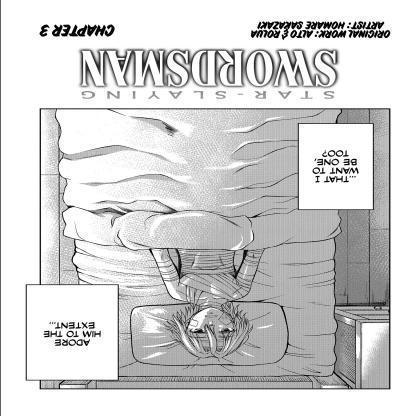 ADORE
HIM TO THE
EXTENT...
...THAT I
WANT TO
BE ONE,
TOO?
STAR-SLAYING
SWORDSMAN
ORIGINAL WORK: ALTO & ROLUA
ARTIST: HOMARE SAKAZAKI
CHAPTER 3